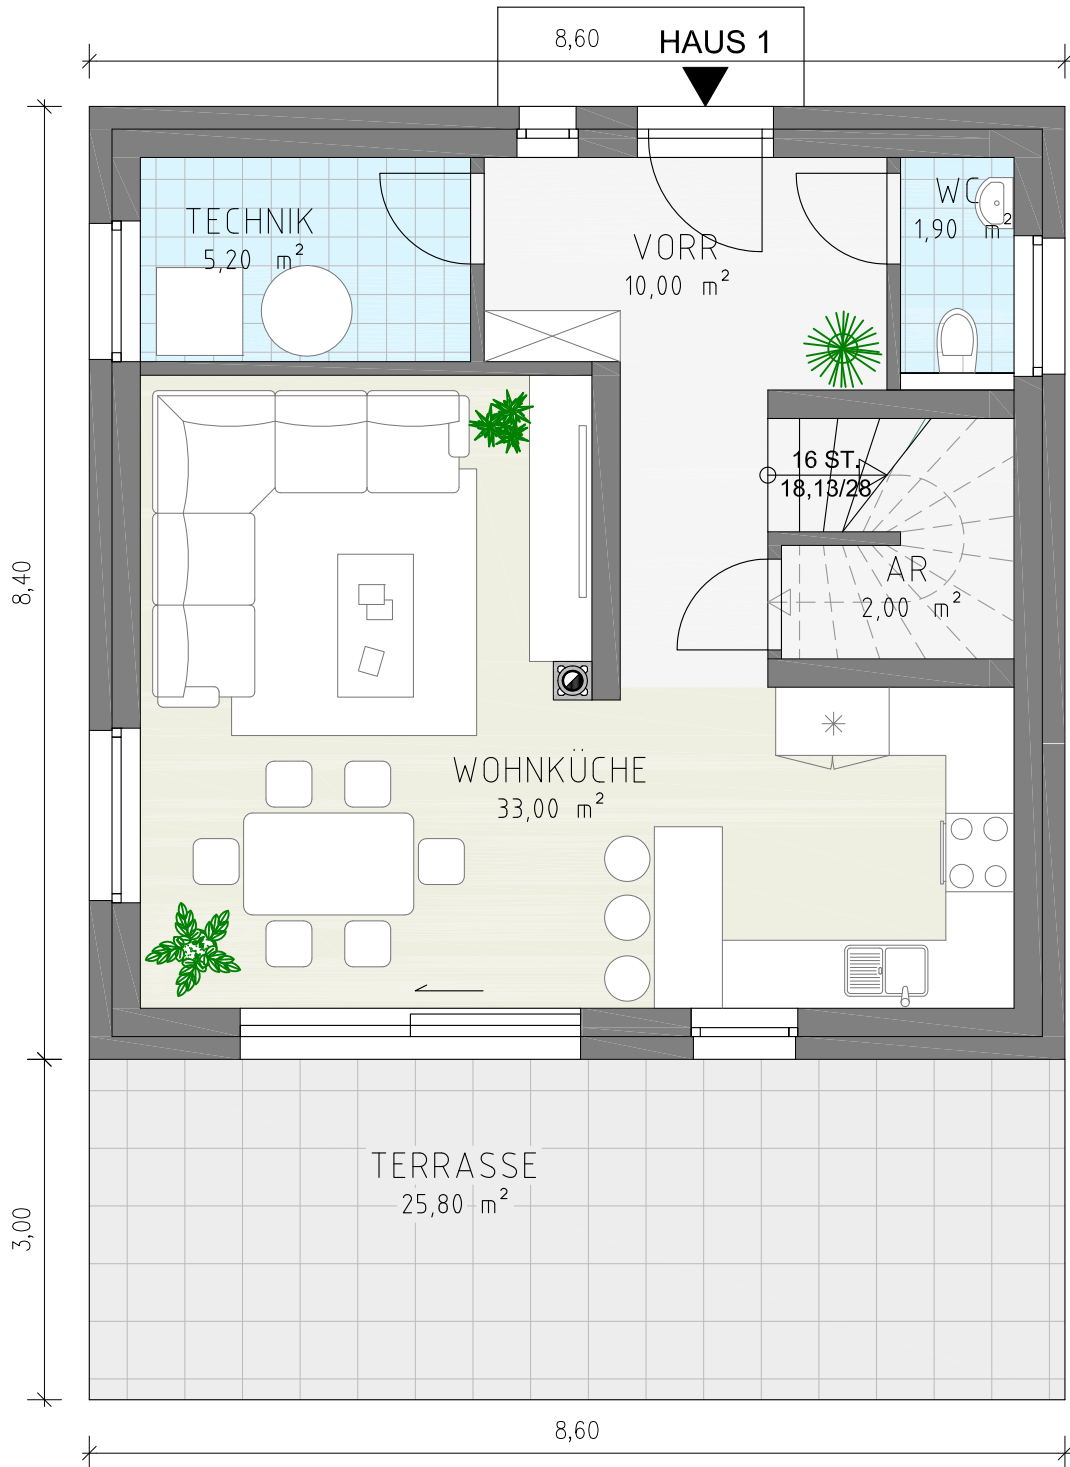 8,60
HAUS 1
TECHNIK
5,20 m²
VORR
10,00 m²
WC
1,90 m²
16 ST.
18,13/28
AR
2,00 m²
8,40
WOHNKÜCHE
33,00 m²
TERRASSE
25,80 m²
3,00
8,60